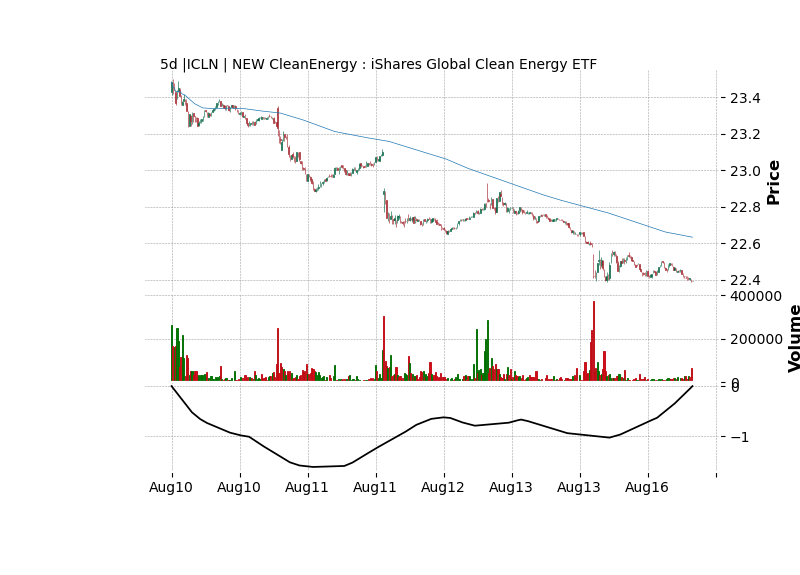 5d |ICLN | NEW CleanEnergy : iShares Global Clean Energy ETF
23.4
23.2
23.0
22.8
22.6
22.4
Price
400000
200000
0
Volume
0
−1
Aug10 Aug10 Aug11 Aug11 Aug12 Aug13 Aug13 Aug16